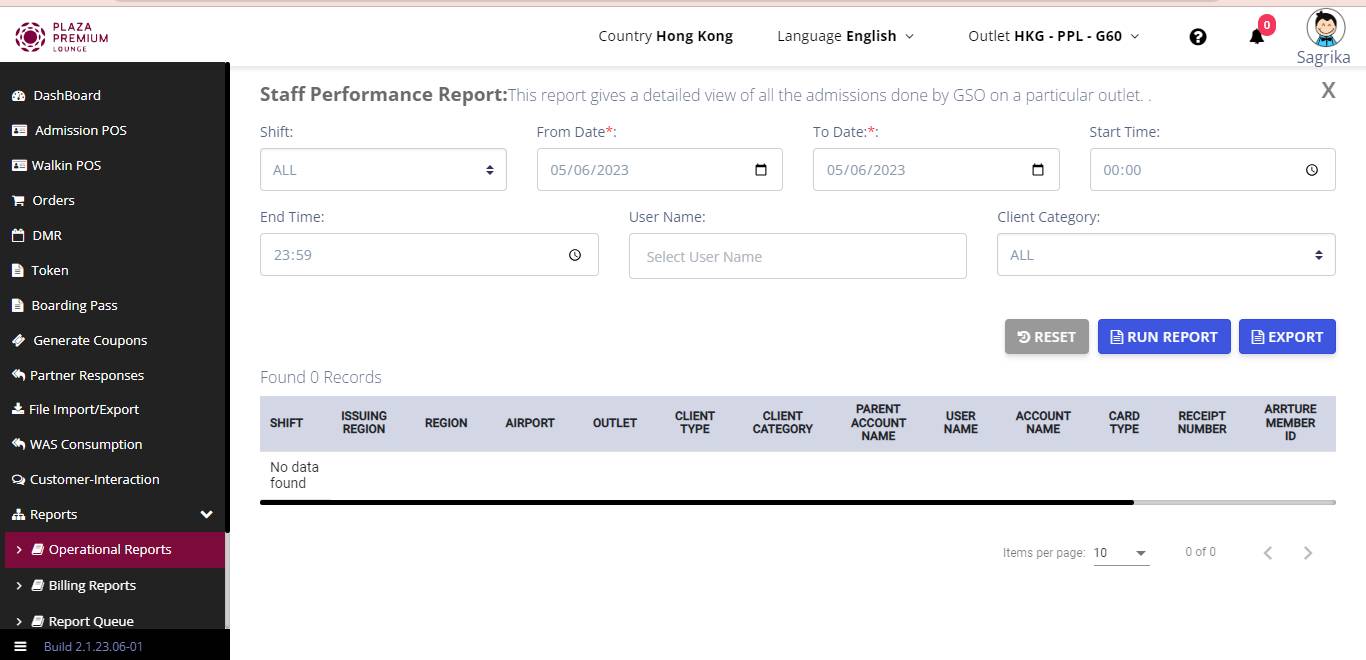 PLAZA
PREMIUM
LOUNGE
Country Hong Kong
Language English
Outlet HKG - PPL - G60
0
Sagrika
DashBoard
Admission POS
Walkin POS
Orders
DMR
Token
Boarding Pass
Generate Coupons
Partner Responses
File Import/Export
WAS Consumption
Customer-Interaction
Reports
Operational Reports
Billing Reports
Report Queue
Build 2.1.23.06-01
Staff Performance Report:This report gives a detailed view of all the admissions done by GSO on a particular outlet. .
X
Shift:
From Date*:
To Date:*:
Start Time:
ALL
05/06/2023
05/06/2023
00:00
End Time:
User Name:
Client Category:
23:59
Select User Name
ALL
RESET
RUN REPORT
EXPORT
Found 0 Records
SHIFT
ISSUING
REGION
REGION
AIRPORT
OUTLET
CLIENT
TYPE
CLIENT
CATEGORY
PARENT
ACCOUNT
NAME
USER
NAME
ACCOUNT
NAME
CARD
TYPE
RECEIPT
NUMBER
ARRTURE
MEMBER
ID
No data
found
Items per page: 10
0 of 0